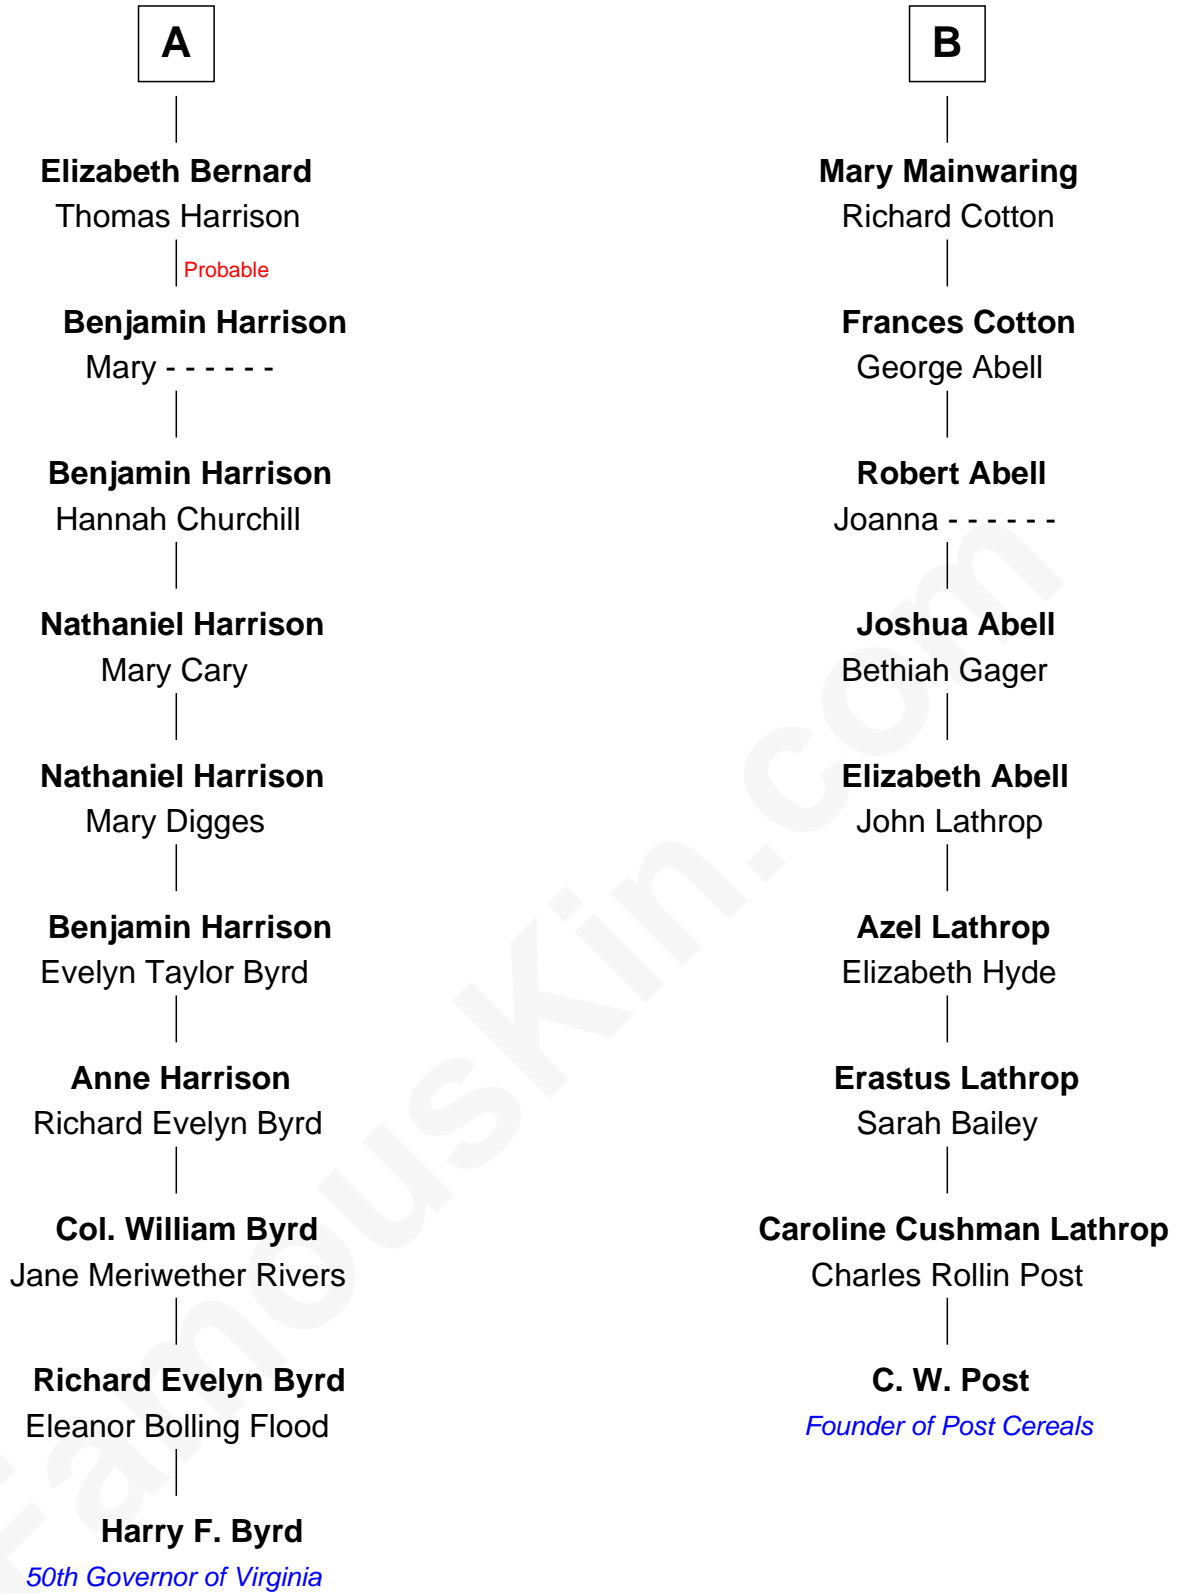 A
Elizabeth Bernard
Thomas Harrison
Probable
Benjamin Harrison
Mary - - - - - -
Benjamin Harrison
Hannah Churchill
Nathaniel Harrison
Mary Cary
Nathaniel Harrison
Mary Digges
Benjamin Harrison
Evelyn Taylor Byrd
Anne Harrison
Richard Evelyn Byrd
Col. William Byrd
Jane Meriwether Rivers
Richard Evelyn Byrd
Eleanor Bolling Flood
Harry F. Byrd
50th Governor of Virginia
B
Mary Mainwaring
Richard Cotton
Frances Cotton
George Abell
Robert Abell
Joanna - - - - - -
Joshua Abell
Bethiah Gager
Elizabeth Abell
John Lathrop
Azel Lathrop
Elizabeth Hyde
Erastus Lathrop
Sarah Bailey
Caroline Cushman Lathrop
Charles Rollin Post
C. W. Post
Founder of Post Cereals
FamousKin.com